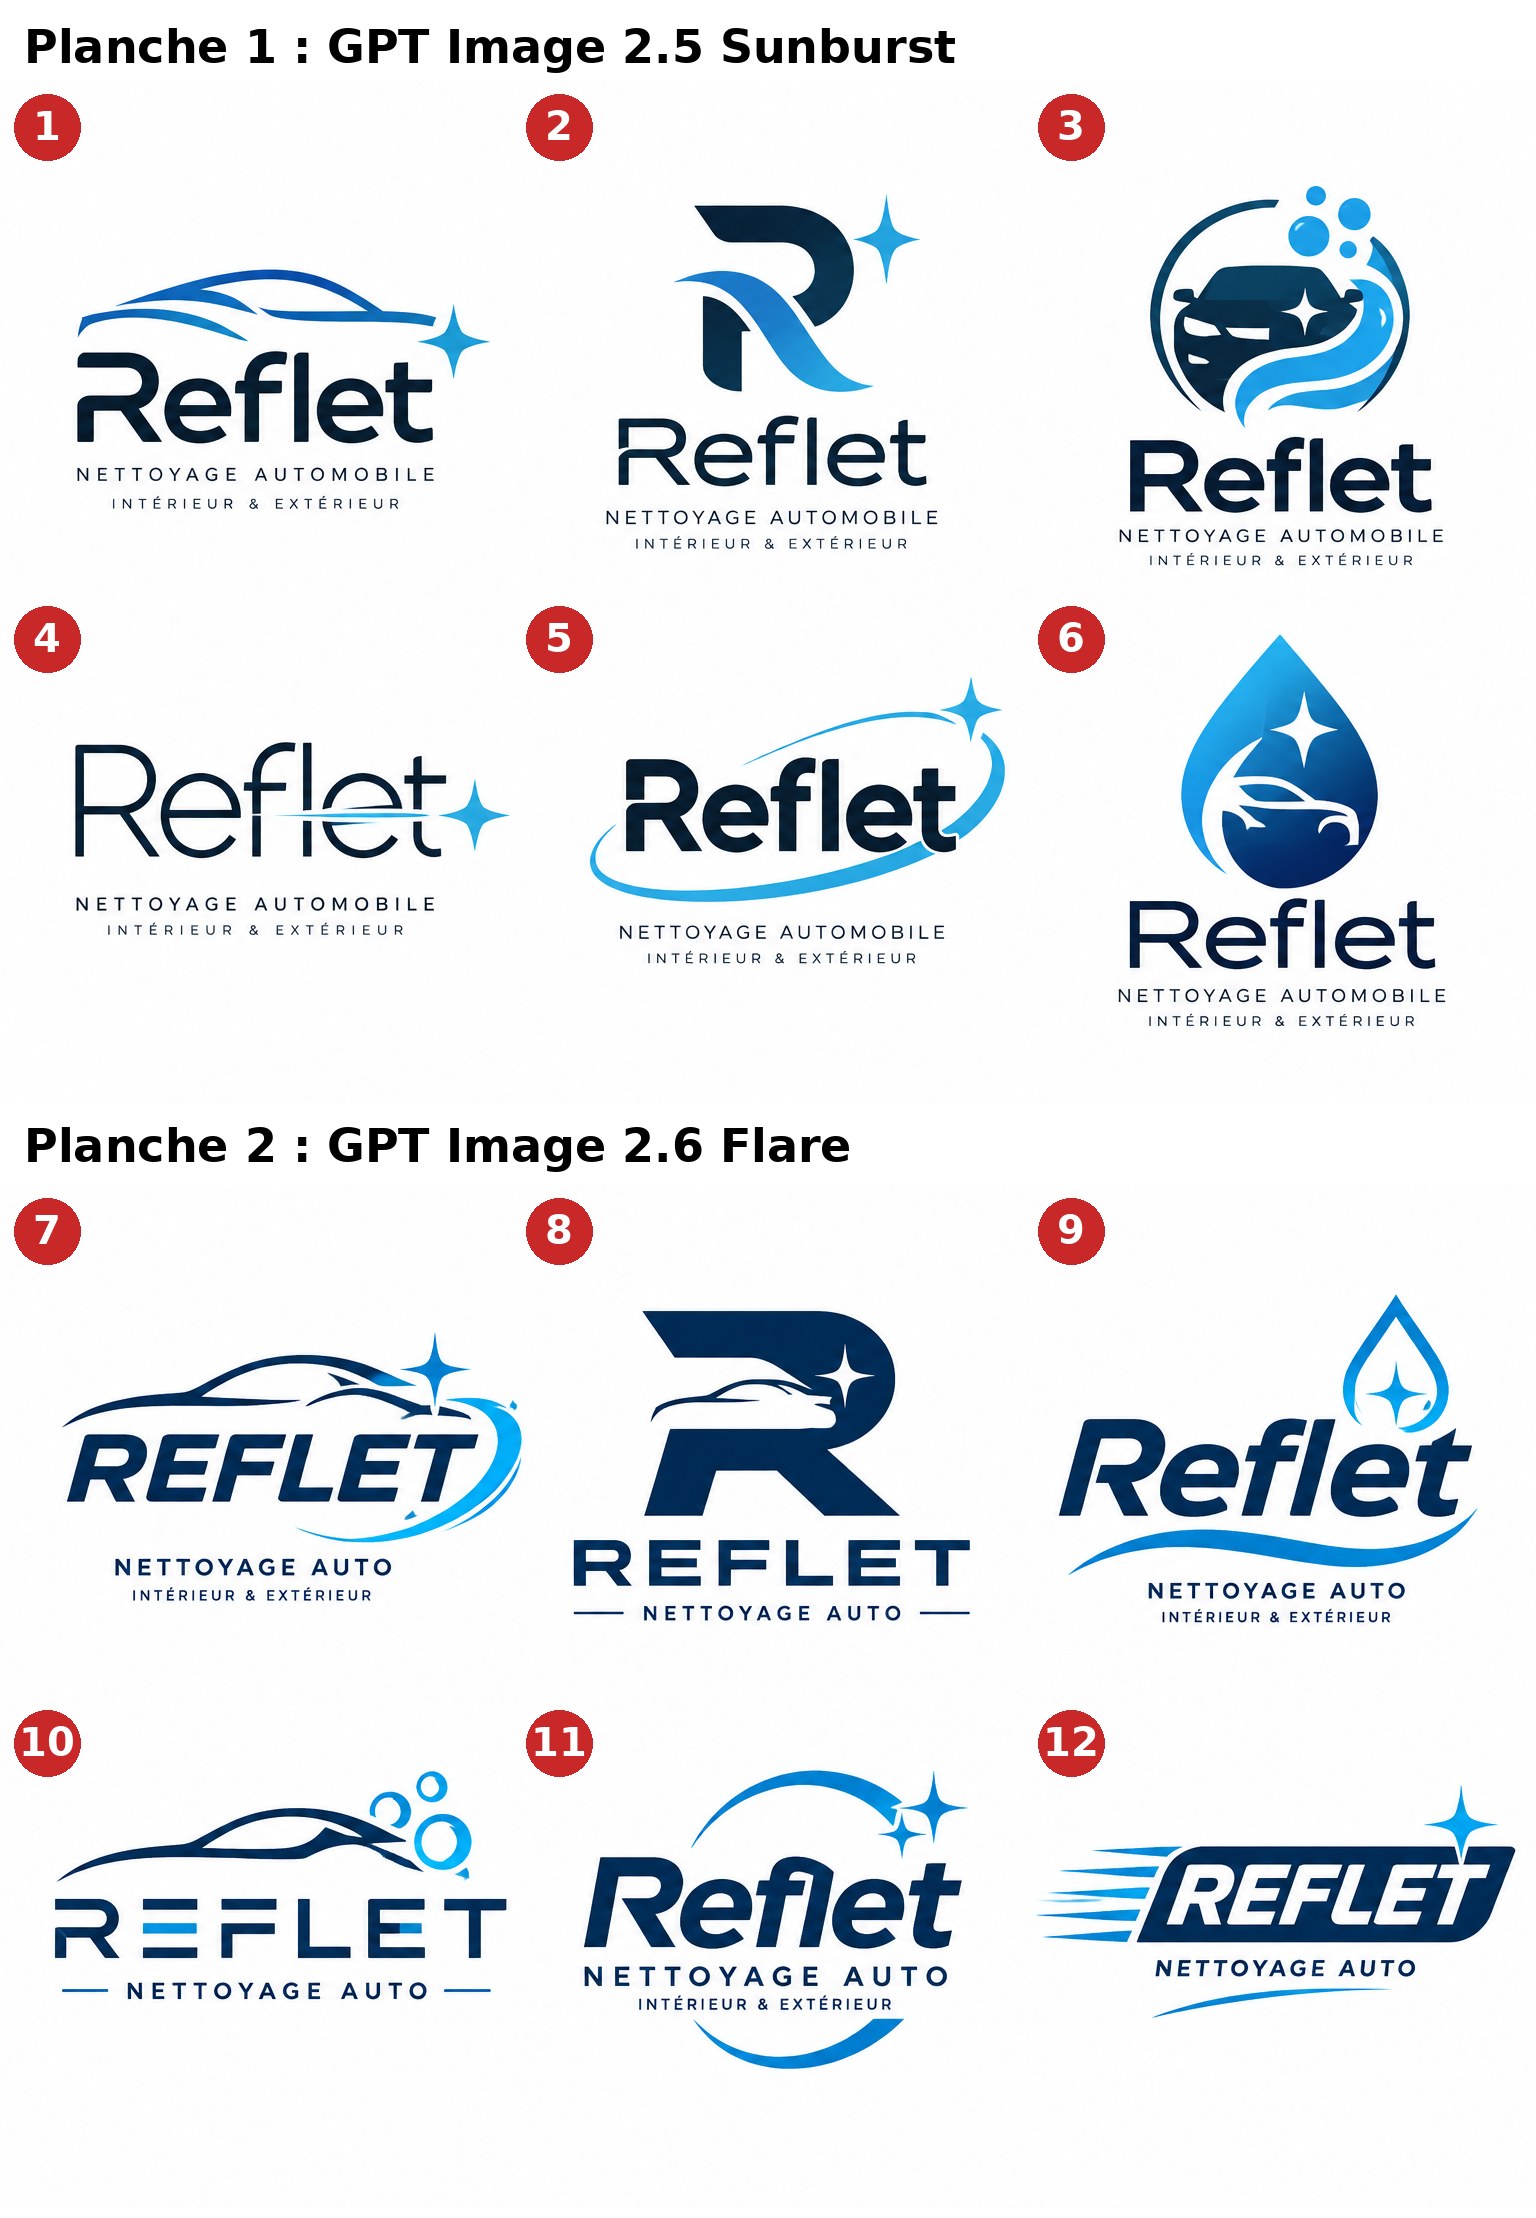 Planche 1 : GPT Image 2.5 Sunburst
1
2
3
Reflet
NETTOYAGE AUTOMOBILE
INTÉRIEUR & EXTÉRIEUR
R
Reflet
NETTOYAGE AUTOMOBILE
INTÉRIEUR & EXTÉRIEUR
Reflet
NETTOYAGE AUTOMOBILE
INTÉRIEUR & EXTÉRIEUR
4
5
6
Reflet
NETTOYAGE AUTOMOBILE
INTÉRIEUR & EXTÉRIEUR
Reflet
NETTOYAGE AUTOMOBILE
INTÉRIEUR & EXTÉRIEUR
Reflet
NETTOYAGE AUTOMOBILE
INTÉRIEUR & EXTÉRIEUR
Planche 2 : GPT Image 2.6 Flare
7
8
9
REFLET
NETTOYAGE AUTO
INTÉRIEUR & EXTÉRIEUR
R
REFLET
NETTOYAGE AUTO
Reflet
NETTOYAGE AUTO
INTÉRIEUR & EXTÉRIEUR
10
11
12
REFLET
NETTOYAGE AUTO
Reflet
NETTOYAGE AUTO
INTÉRIEUR & EXTÉRIEUR
REFLET
NETTOYAGE AUTO